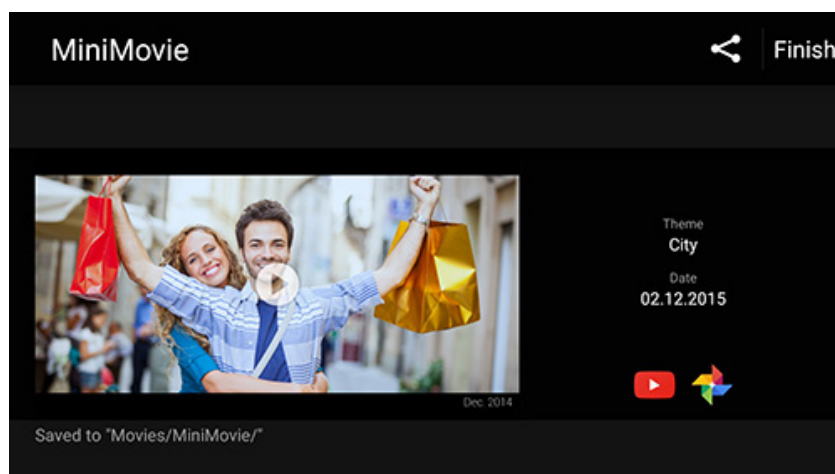 MiniMovie
Finish
Theme
City
Date
02.12.2015
Dec. 2014
Saved to "Movies/MiniMovie/"